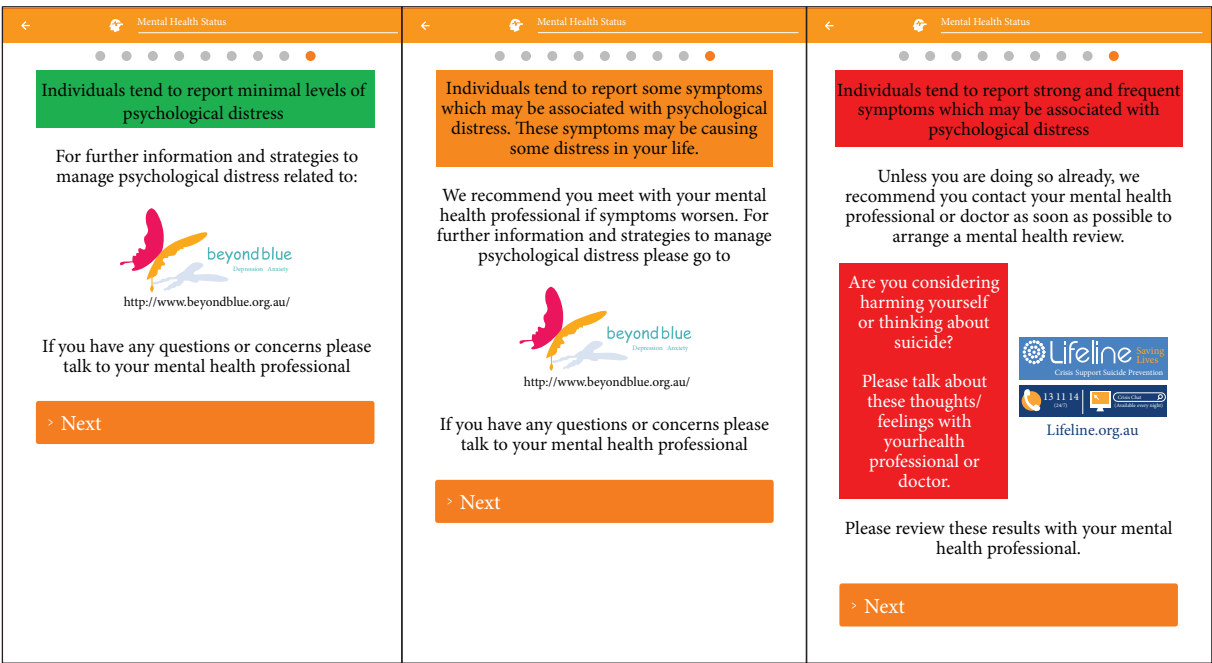 Mental Health Status
Individuals tend to report minimal levels of
psychological distress
For further information and strategies to
manage psychological distress related to:
beyondblue
Depression Anxiety
http://www.beyondblue.org.au/
If you have any questions or concerns please
talk to your mental health professional
> Next
Mental Health Status
Individuals tend to report some symptoms
which may be associated with psychological
distress. These symptoms may be causing
some distress in your life.
We recommend you meet with your mental
health professional if symptoms worsen. For
further information and strategies to manage
psychological distress please go to
beyondblue
Depression Anxiety
http://www.beyondblue.org.au/
If you have any questions or concerns please
talk to your mental health professional
> Next
Mental Health Status
Individuals tend to report strong and frequent
symptoms which may be associated with
psychological distress
Unless you are doing so already, we
recommend you contact your mental health
professional or doctor as soon as possible to
arrange a mental health review.
Are you considering
harming yourself
or thinking about
suicide?
Please talk about
these thoughts/
feelings with
yourhealth
professional or
doctor.
Lifeline Saving
Lives
Crisis Support Suicide Prevention
13 11 14
(24/7)
Crisis Chat
(Available every night)
Lifeline.org.au
Please review these results with your mental
health professional.
> Next